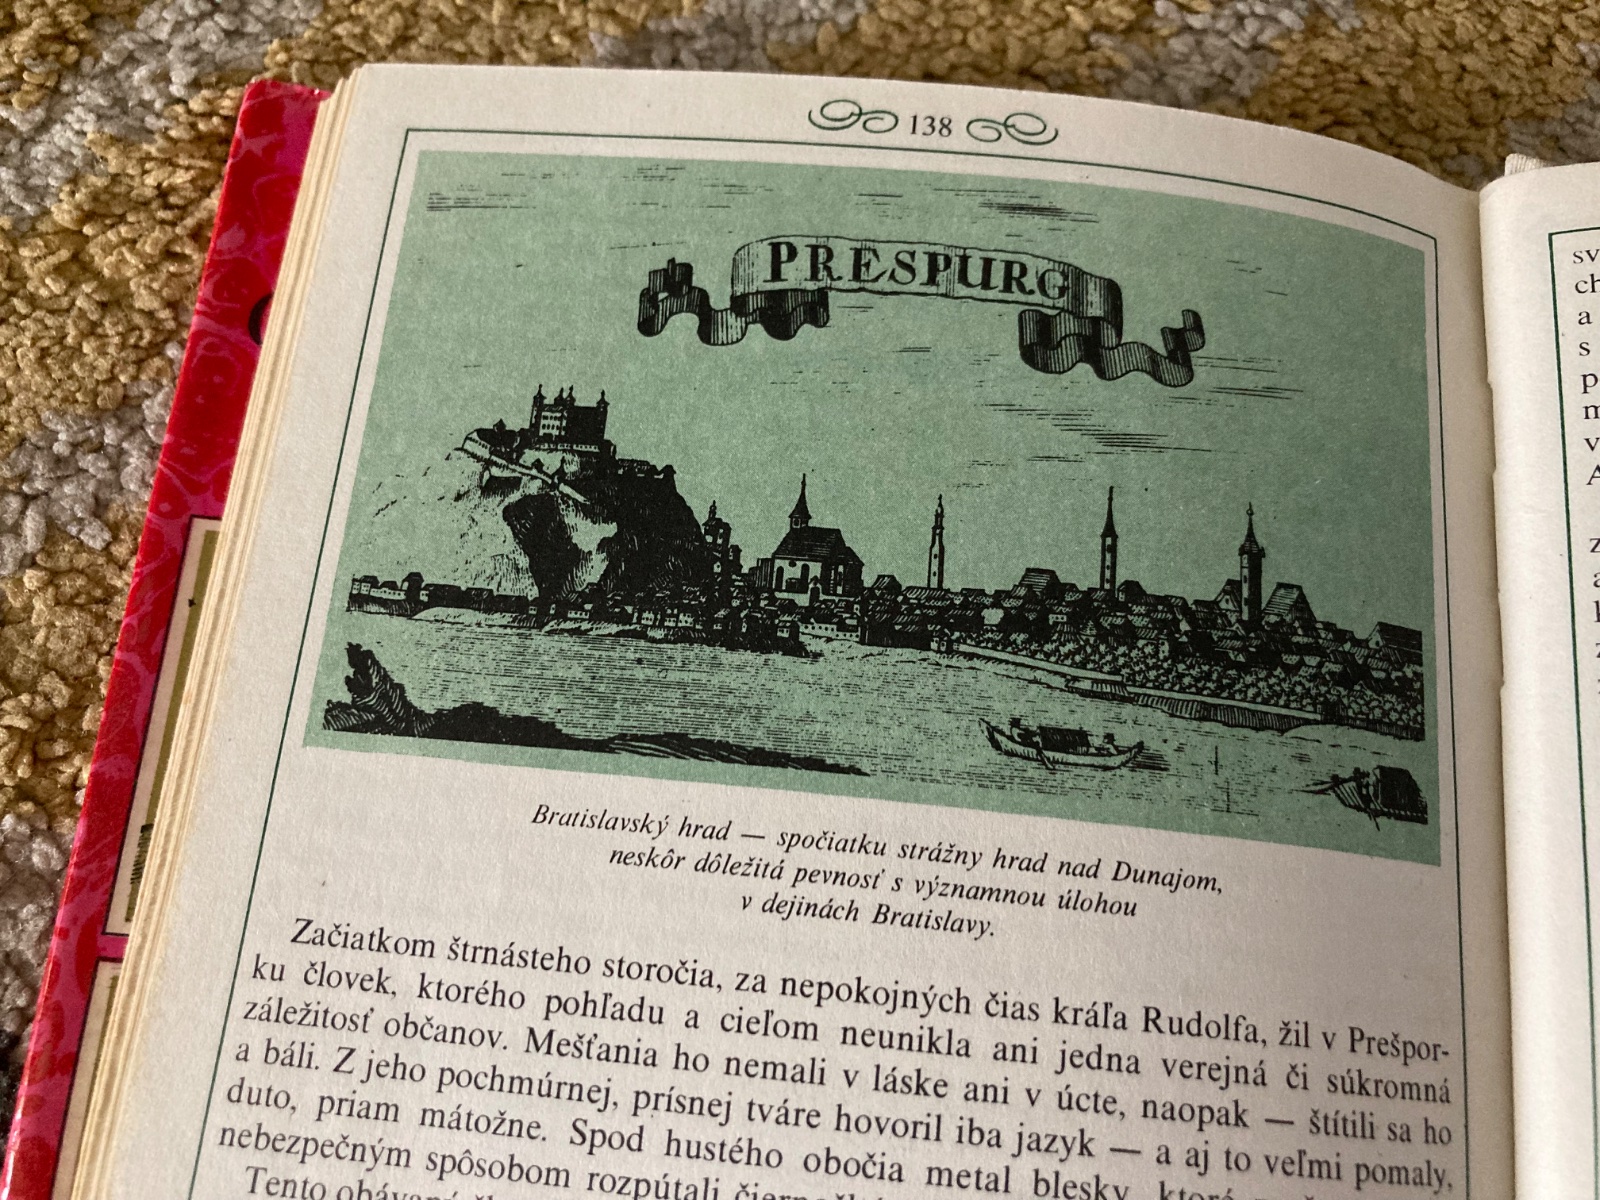 138
PRESPURG
Bratislavský hrad — spočiatku strážny hrad nad Dunajom,
neskôr dôležitá pevnosť s významnou úlohou
v dejinách Bratislavy.
Začiatkom štrnásteho storočia, za nepokojných čias kráľa Rudolfa, žil v Prešpor-
ku človek, ktorého pohľadu a cieľom neunikla ani jedna verejná či súkromná
záležitosť občanov. Mešťania ho nemali v láske ani v úcte, naopak — štítili sa ho
a báli. Z jeho pochmúrnej, prísnej tváre hovoril iba jazyk — a aj to veľmi pomaly,
duto, priam mátožne. Spod hustého obočia metal blesky, ktoré
nebezpečným spôsobom rozpútali
Tento